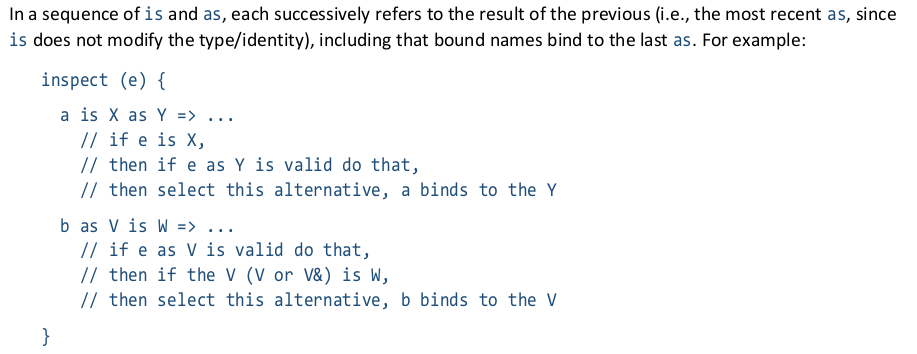 In a sequence of is and as, each successively refers to the result of the previous (i.e., the most recent as, since
is does not modify the type/identity), including that bound names bind to the last as. For example:
inspect (e) {
a is X as Y => ...
// if e is X,
// then if e as Y is valid do that,
// then select this alternative, a binds to the Y
b as V is W => ...
// if e as V is valid do that,
// then if the V (V or V&) is W,
// then select this alternative, b binds to the V
}